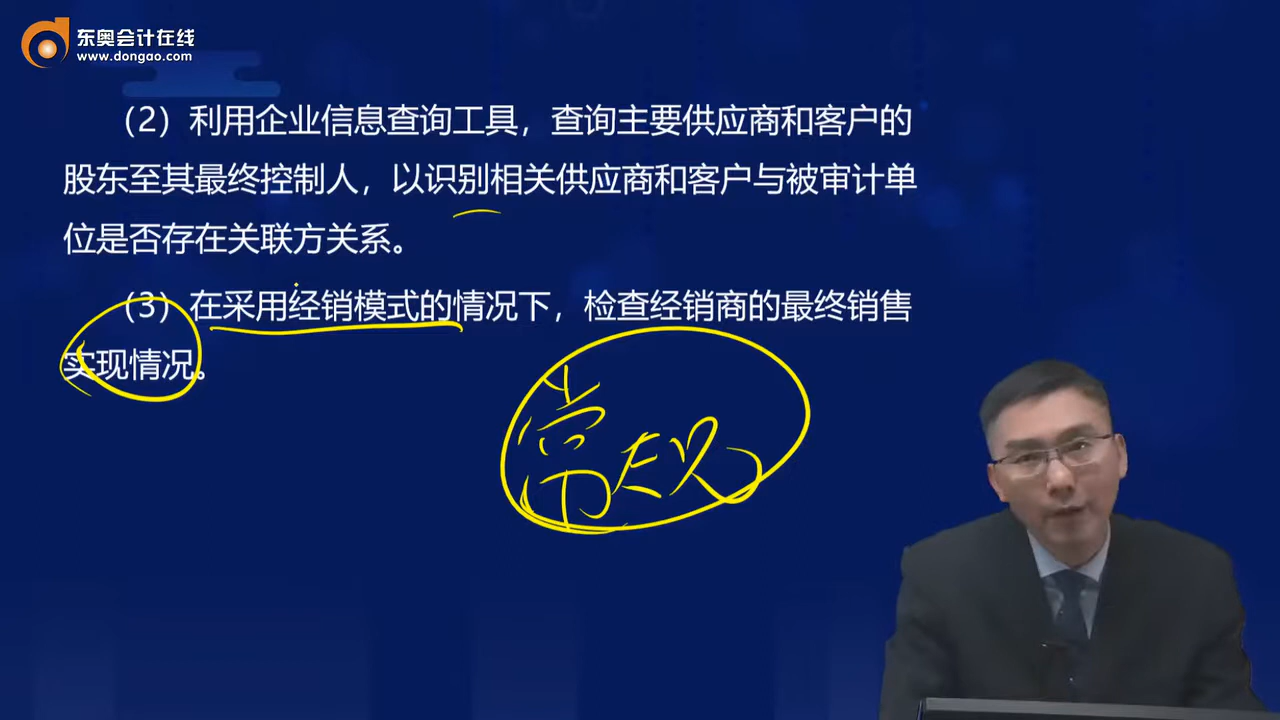 东奥会计在线
www.dongao.com
（2）利用企业信息查询工具，查询主要供应商和客户的
股东至其最终控制人，以识别相关供应商和客户与被审计单
位是否存在关联方关系。
（3）在采用经销模式的情况下，检查经销商的最终销售
实现情况。
常规